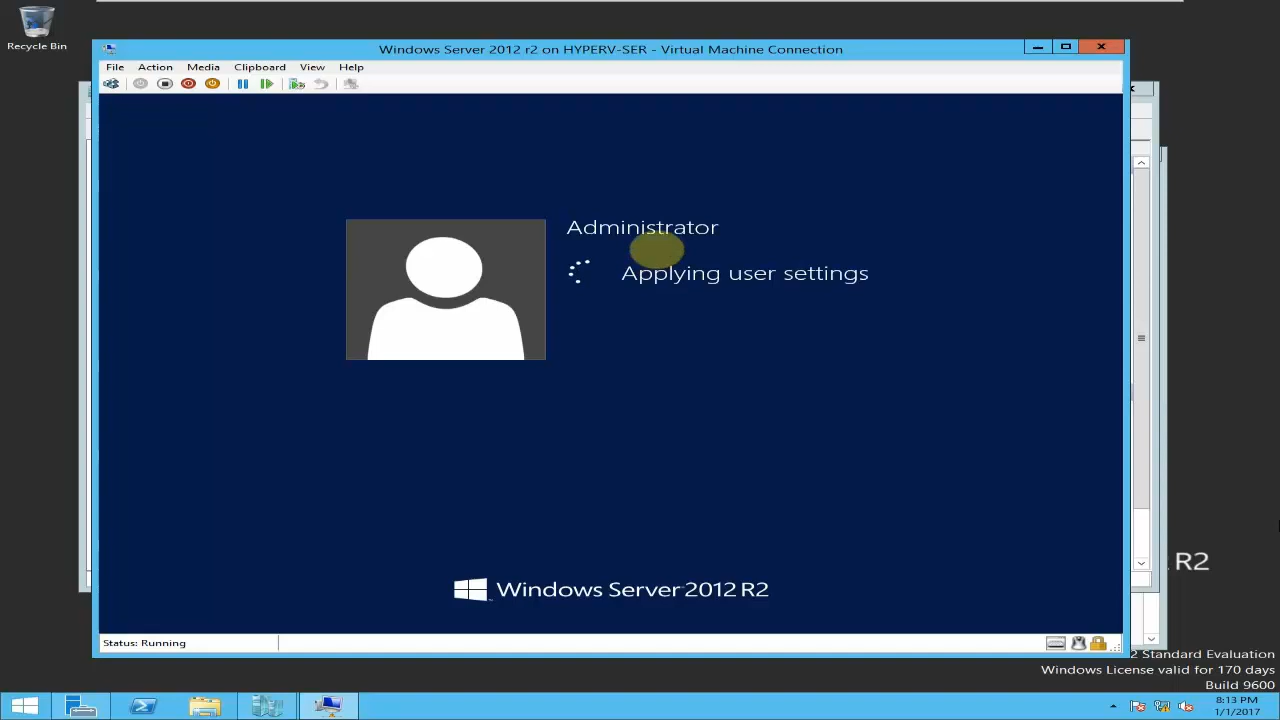 Recycle Bin
Windows Server 2012 r2 on HYPERV-SER - Virtual Machine Connection
File Action Media Clipboard View Help
Administrator
Applying user settings
Windows Server 2012 R2
R2
Status: Running
2 Standard Evaluation
Windows License valid for 170 days
Build 9600
8:13 PM
1/1/2017